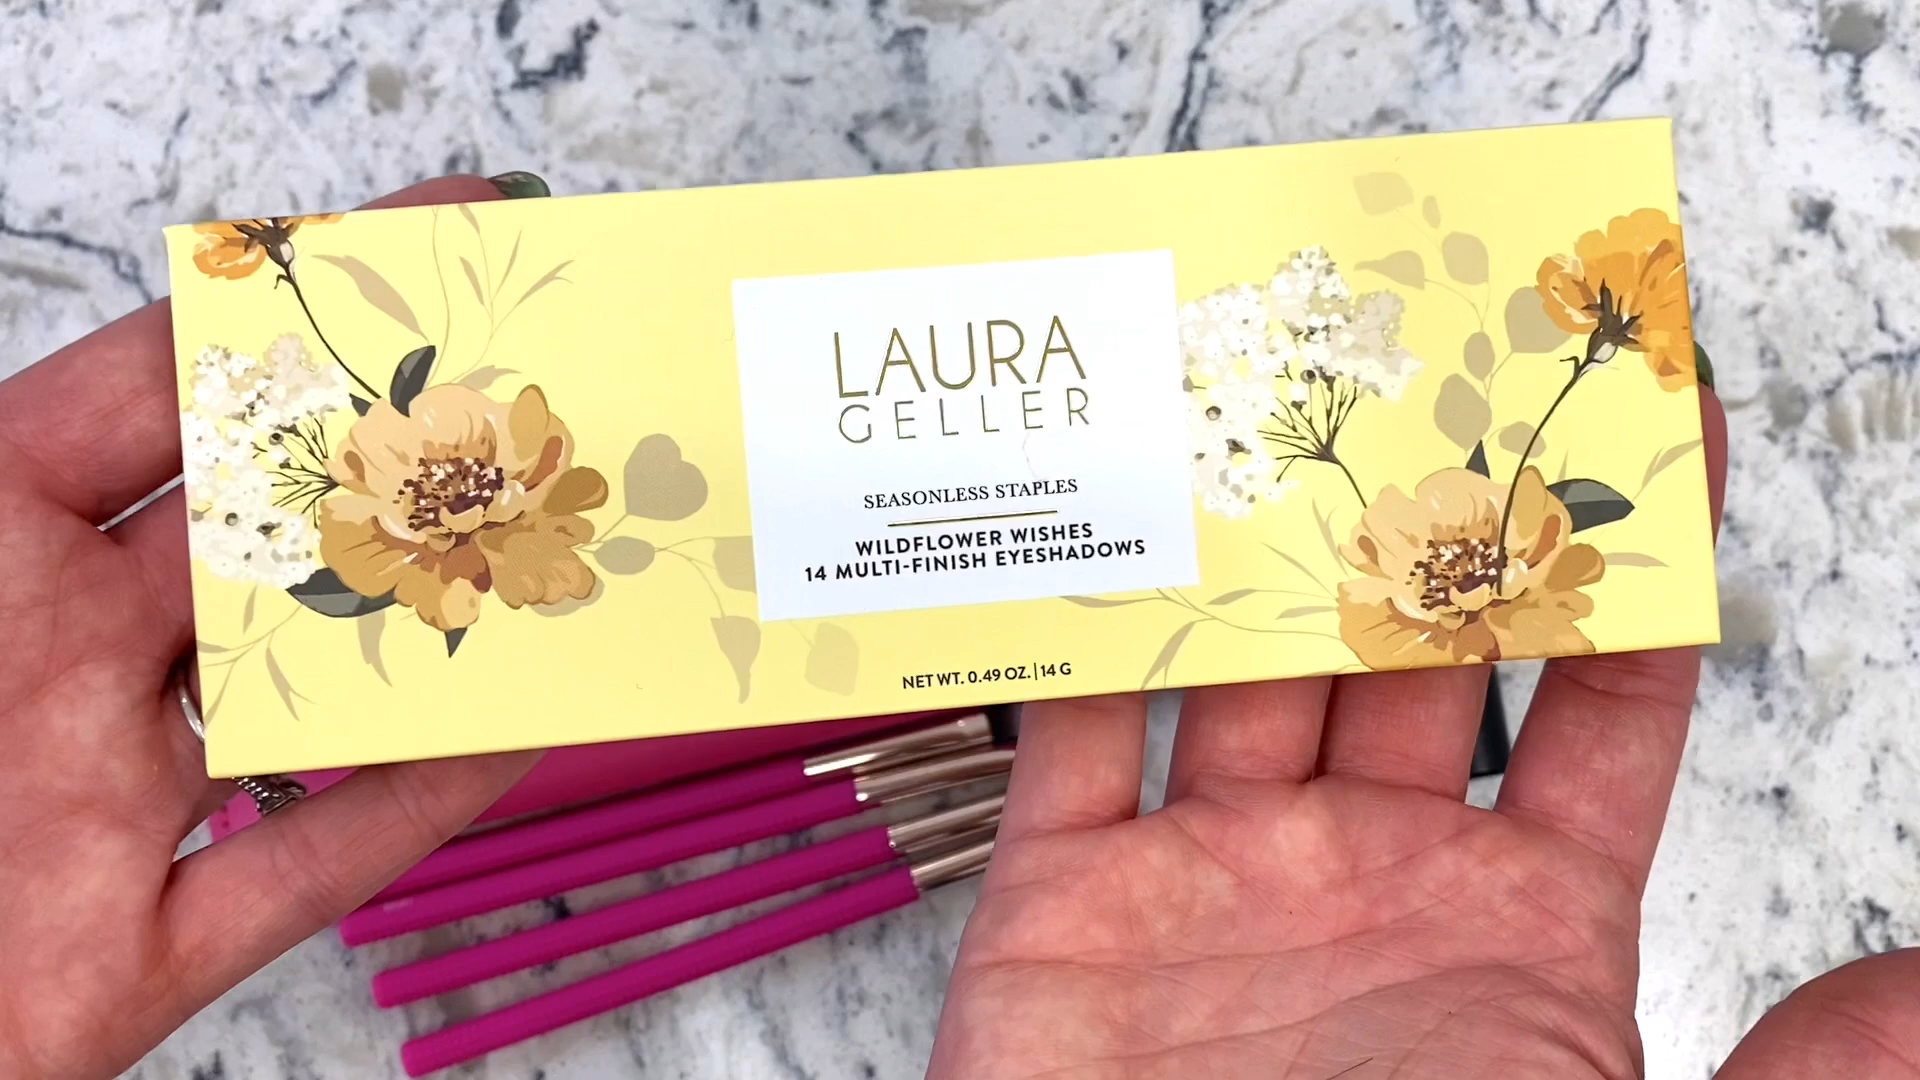 LAURA
GELLER
SEASONLESS STAPLES
WILDFLOWER WISHES
14 MULTI-FINISH EYESHADOWS
NET WT. 0.49 OZ. | 14 G